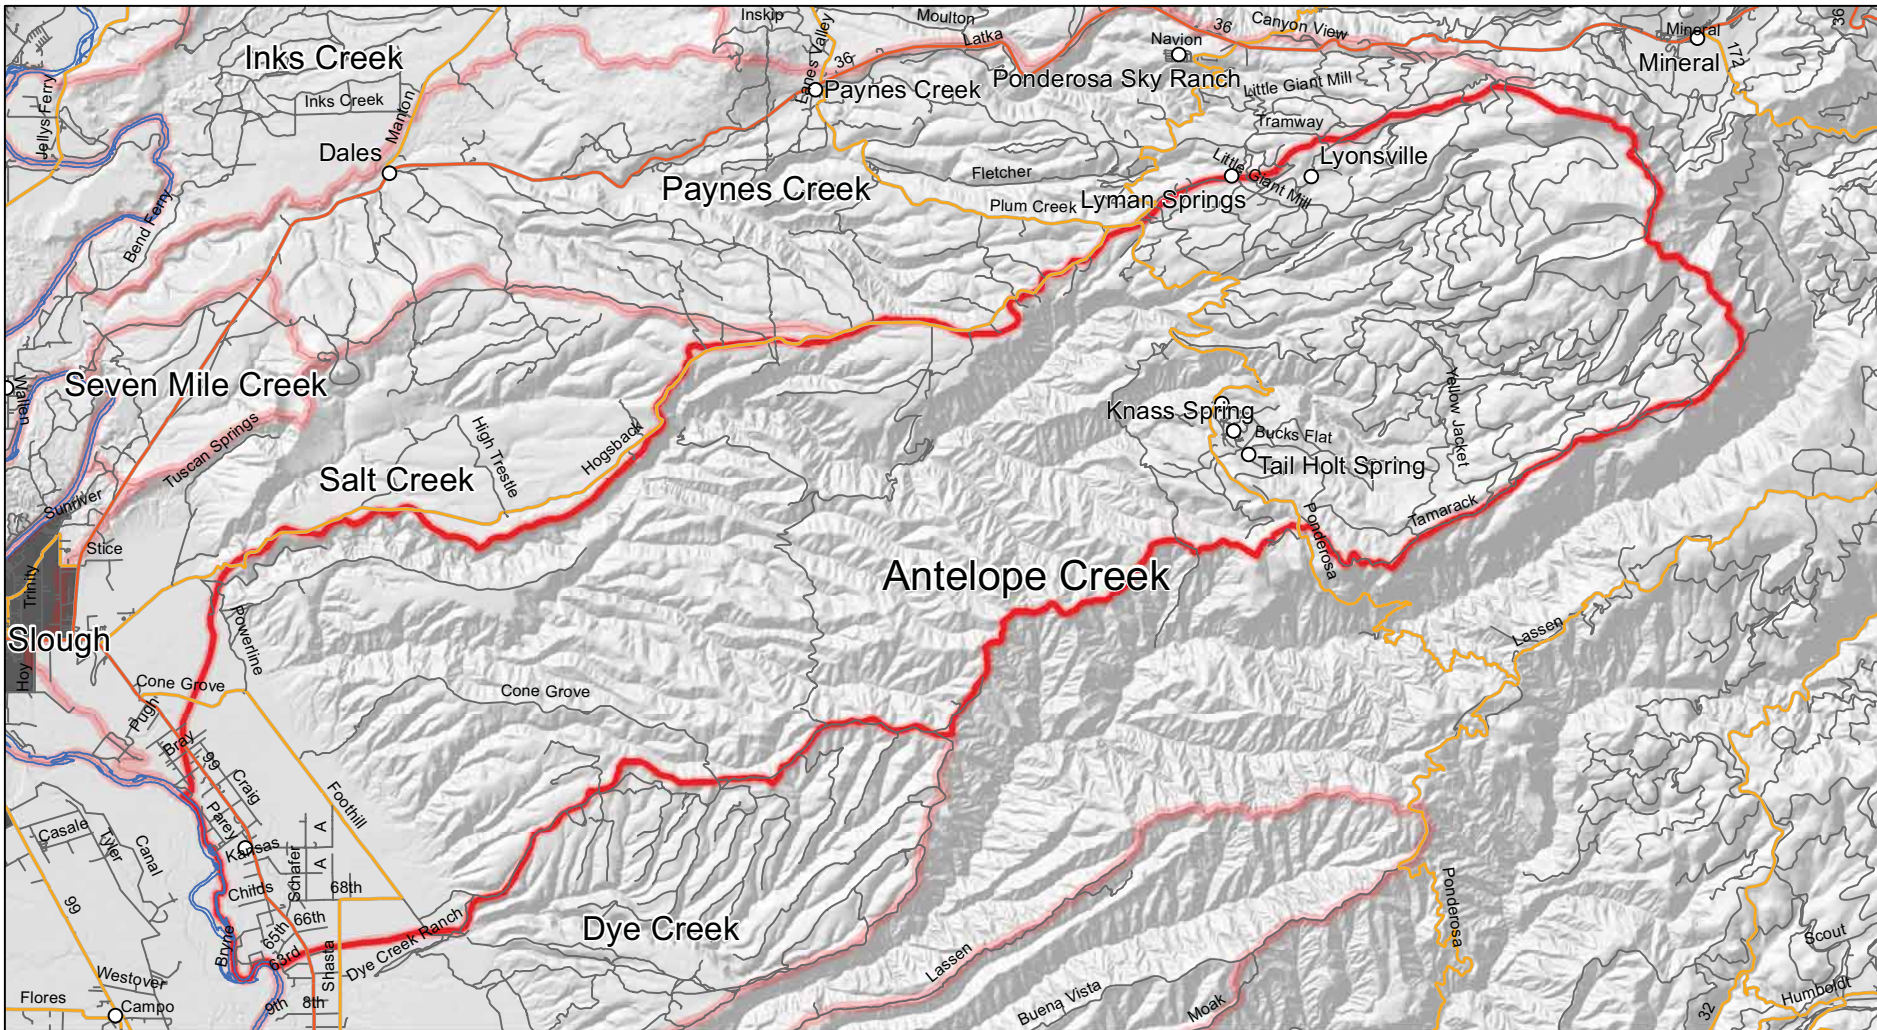 Inskip
Moulton
36
Canyon View
36
Latka
Navion
Mineral
Mineral
172
Inks Creek
Lanes Valley
36
Ponderosa Sky Ranch
Little Giant Mill
Jellys Ferry
Inks Creek
Manton
Paynes Creek
Tramway
Dales
Lyonsville
Little Giant Mill
Fletcher
Paynes Creek
Plum Creek
Lyman Springs
Bend Ferry
Seven Mile Creek
Wallen
Knass Spring
Yellow Jacket
Bucks Flat
Tail Holt Spring
Tuscan Springs
High Trestle
Hogsback
Salt Creek
Sunriver
Tamarack
Ponderosa
Stice
Trinity
Antelope Creek
Powerline
Slough
Lassen
Hoy
Cone Grove
Cone Grove
Pugh
Bray
99
Craig
Parey
Foothill
A
Kansas
A
Schafer
Casale
Tyler
Canal
Childs
68th
99
66th
65th
63rd
Bryne
Shasta
Dye Creek Ranch
Dye Creek
Ponderosa
Lassen
Scout
Westover
Flores
Campo
9th
8th
Buena Vista
Moak
32
Humboldt